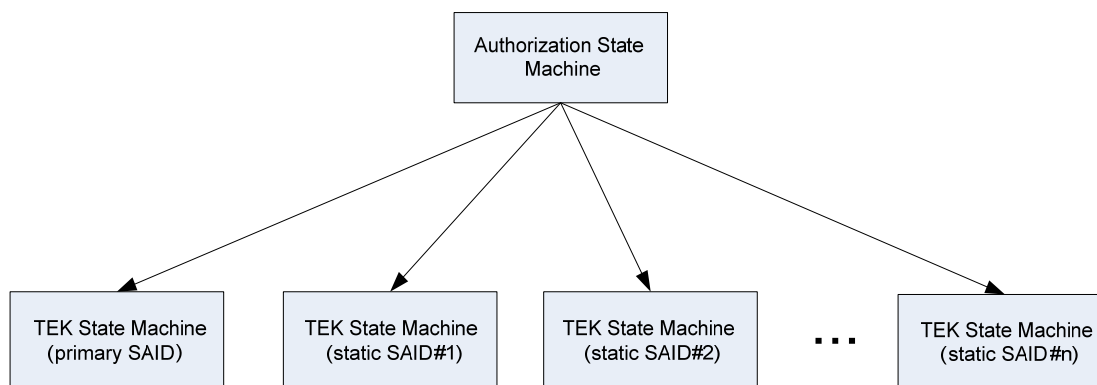 Authorization State
Machine
TEK State Machine
(primary SAID)
TEK State Machine
(static SAID#1)
TEK State Machine
(static SAID#2)
...
TEK State Machine
(static SAID#n)